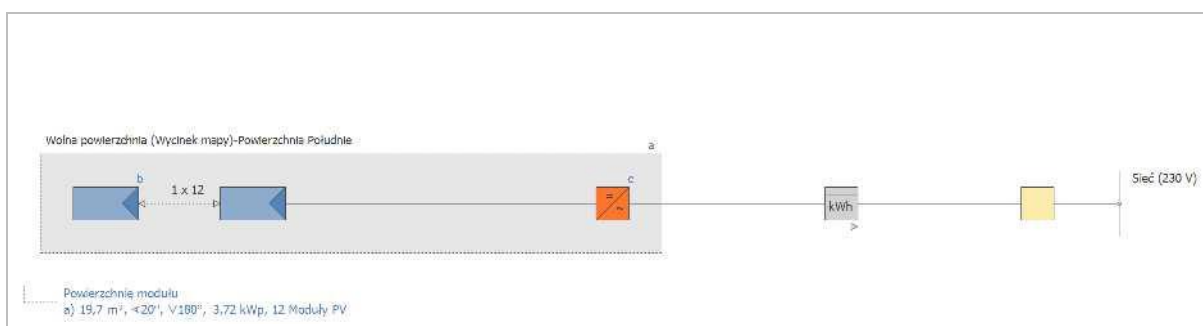 Wolna powierzchnia (Wycinek mapy)-Powierzchnia Południe
a
b
1 x 12
c
=
~
kWh
>
Sieć (230 V)
Powierzchnię modułu
a) 19,7 m², ∢20°, ∨180°, 3,72 kWp, 12 Moduły PV